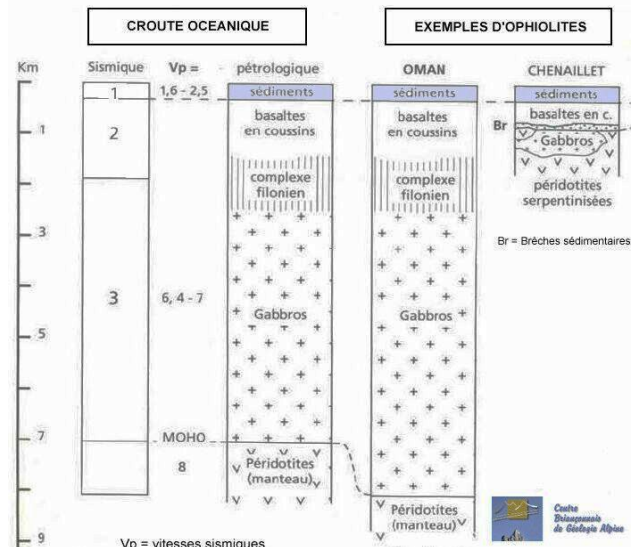 CROUTE OCEANIQUE
EXEMPLES D'OPHIOLITES
Km
Sismique
Vp =
pétrologique
OMAN
CHENAILLET
1
1,6 - 2,5
sédiments
sédiments
sédiments
2
basaltes
en coussins
basaltes
en coussins
basaltes en c.
Br
Gabbros
1
complexe
filonien
complexe
filonien
péridotites
serpentinisées
3
Br = Brèches sédimentaires
3
6, 4 - 7
Gabbros
Gabbros
5
7
MOHO
8
Péridotites
(manteau)
Péridotites
(manteau)
9
Vp = vitesses sismiques
Centre
Briançonnais
de Géologie Alpine